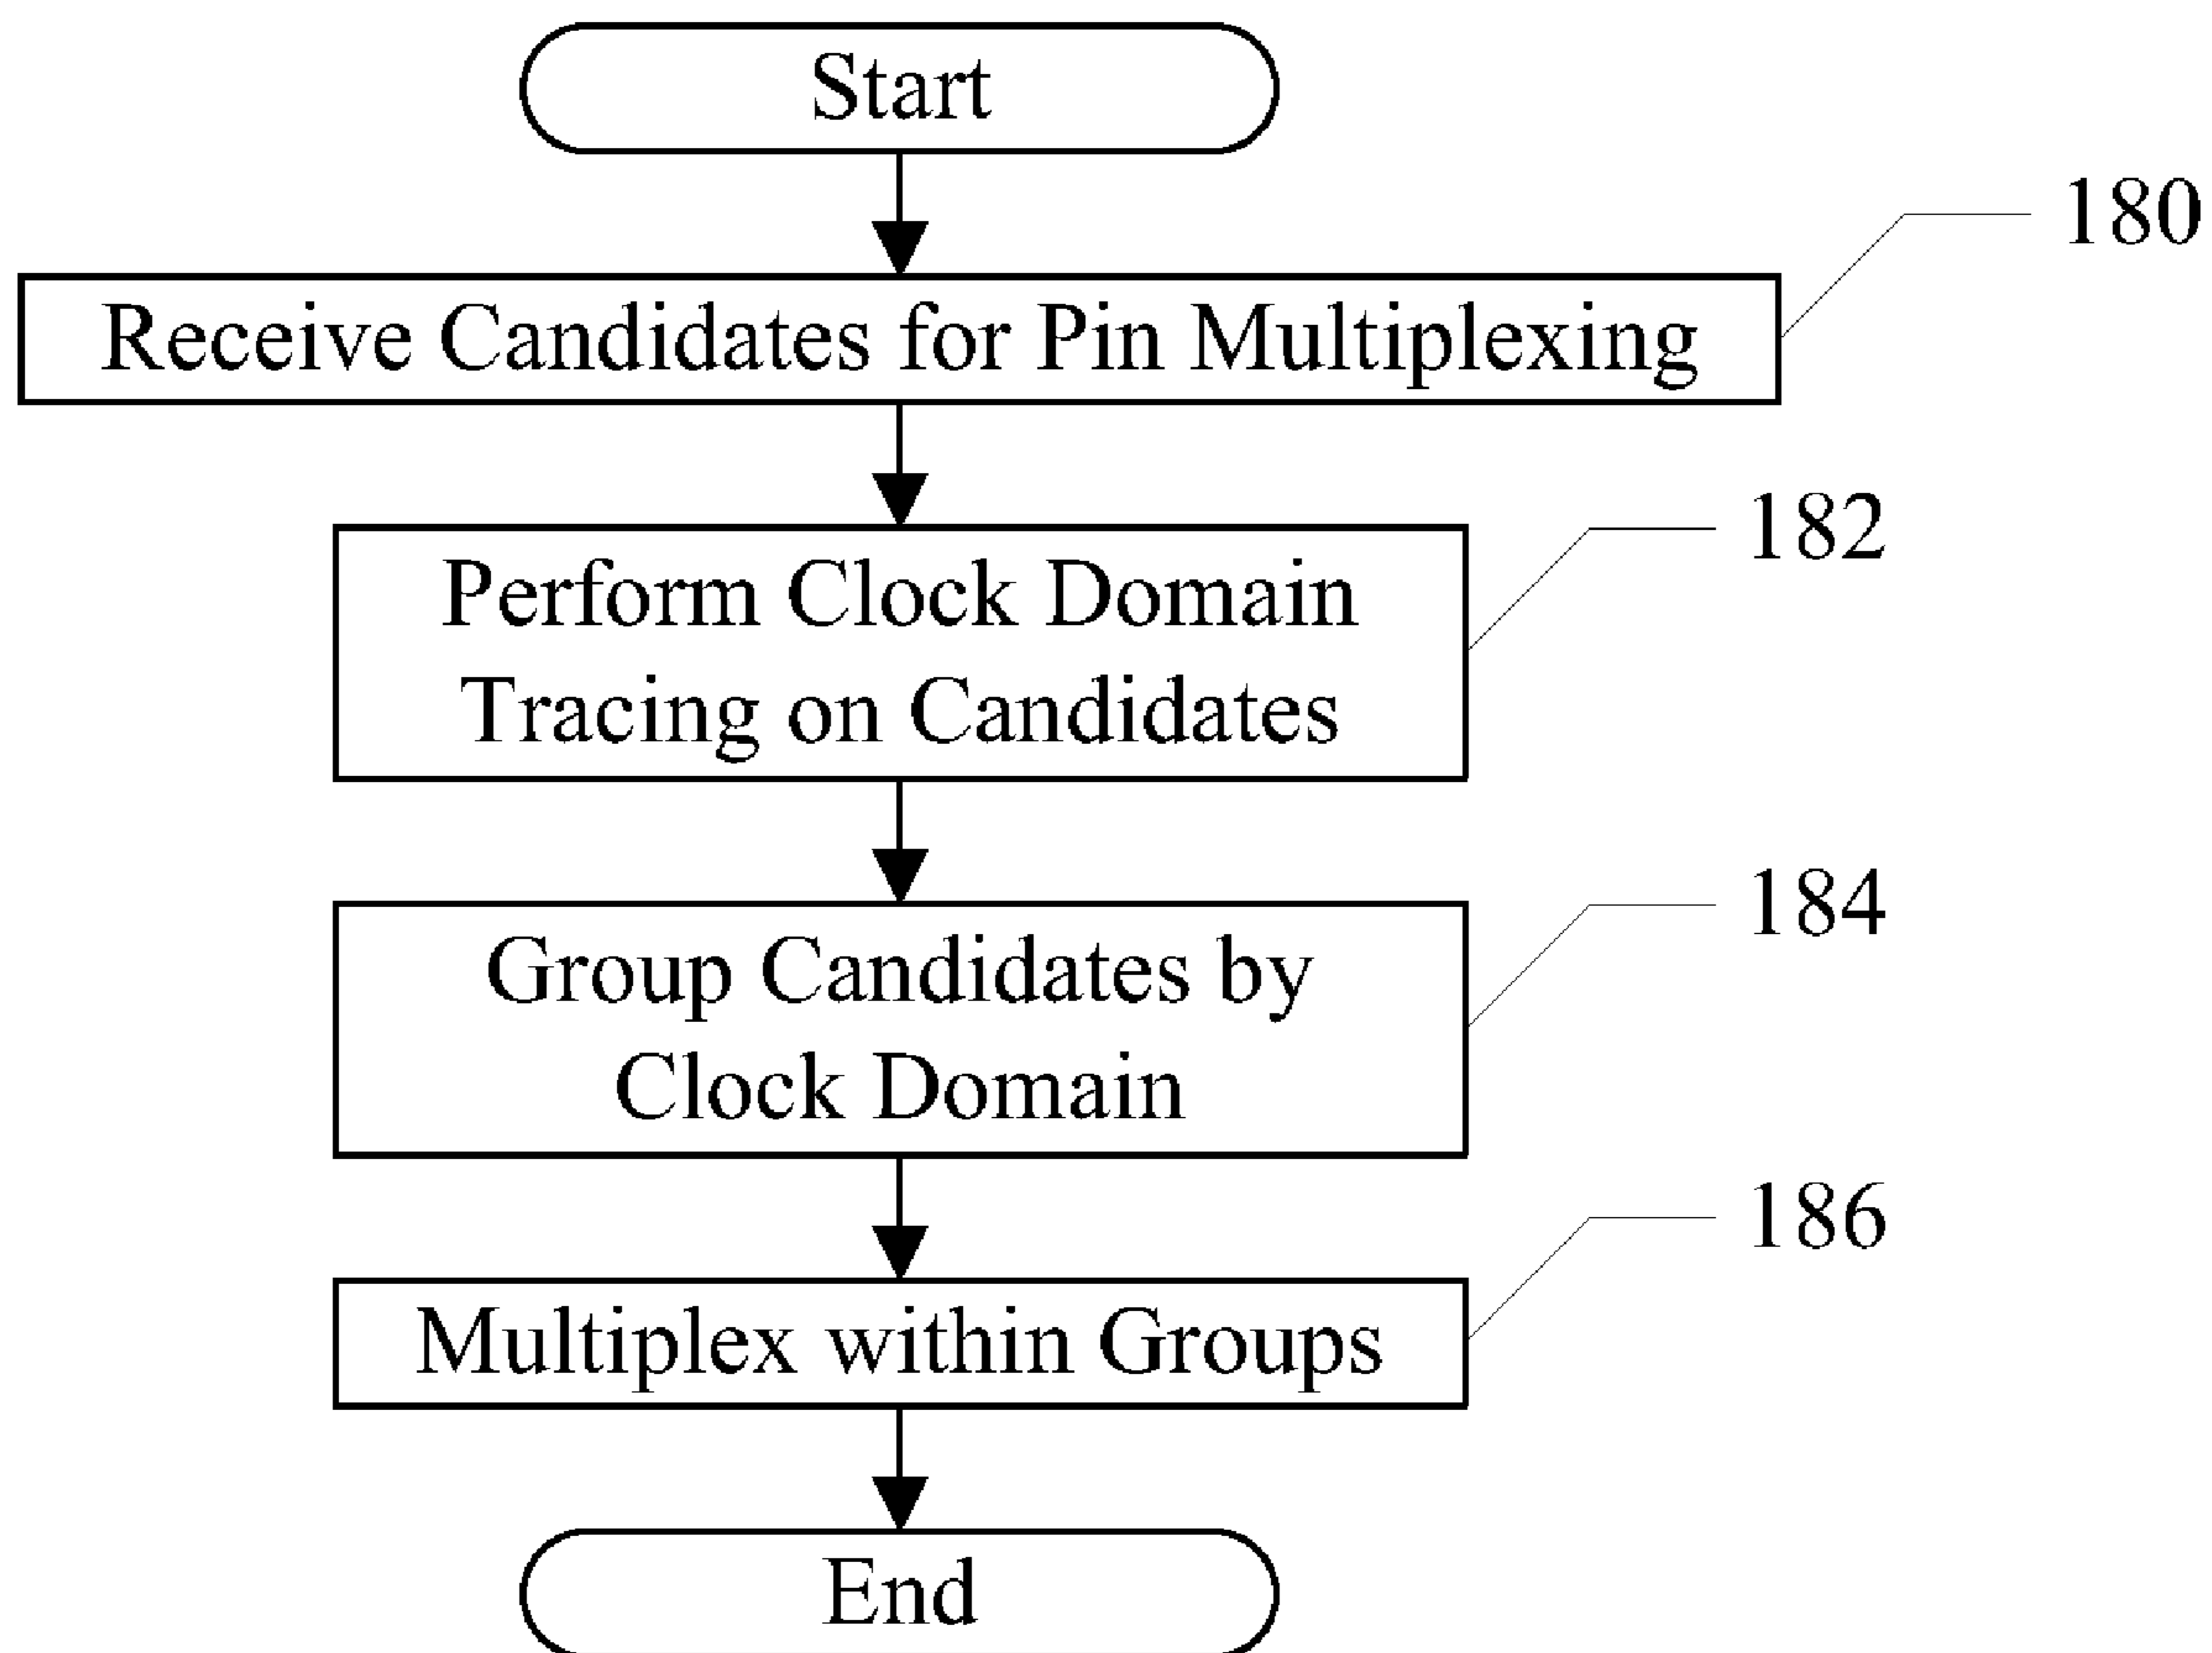 Start
180
Receive Candidates for Pin Multiplexing
182
Perform Clock Domain
Tracing on Candidates
184
Group Candidates by
Clock Domain
186
Multiplex within Groups
End